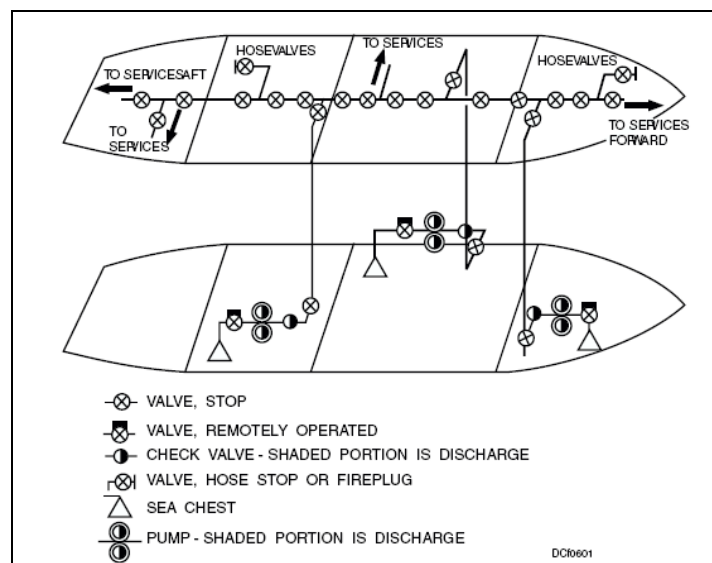 TO SERVICES
HOSEVALVES
HOSEVALVES
TO SERVICESAFT
TO
SERVICES
TO SERVICES
FORWARD
VALVE, STOP
VALVE, REMOTELY OPERATED
CHECK VALVE - SHADED PORTION IS DISCHARGE
VALVE, HOSE STOP OR FIREPLUG
SEA CHEST
PUMP - SHADED PORTION IS DISCHARGE
DCf0601